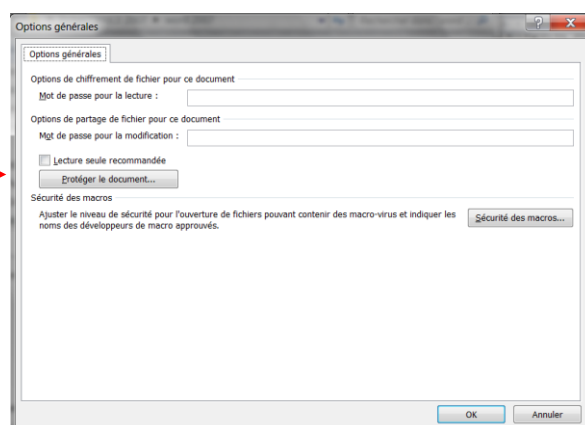 Options générales
Options générales
Options de chiffrement de fichier pour ce document
Mot de passe pour la lecture :
Options de partage de fichier pour ce document
Mot de passe pour la modification :
Lecture seule recommandée
Protéger le document...
Sécurité des macros
Ajuster le niveau de sécurité pour l'ouverture de fichiers pouvant contenir des macro-virus et indiquer les
noms des développeurs de macro approuvés.
Sécurité des macros...
OK Annuler